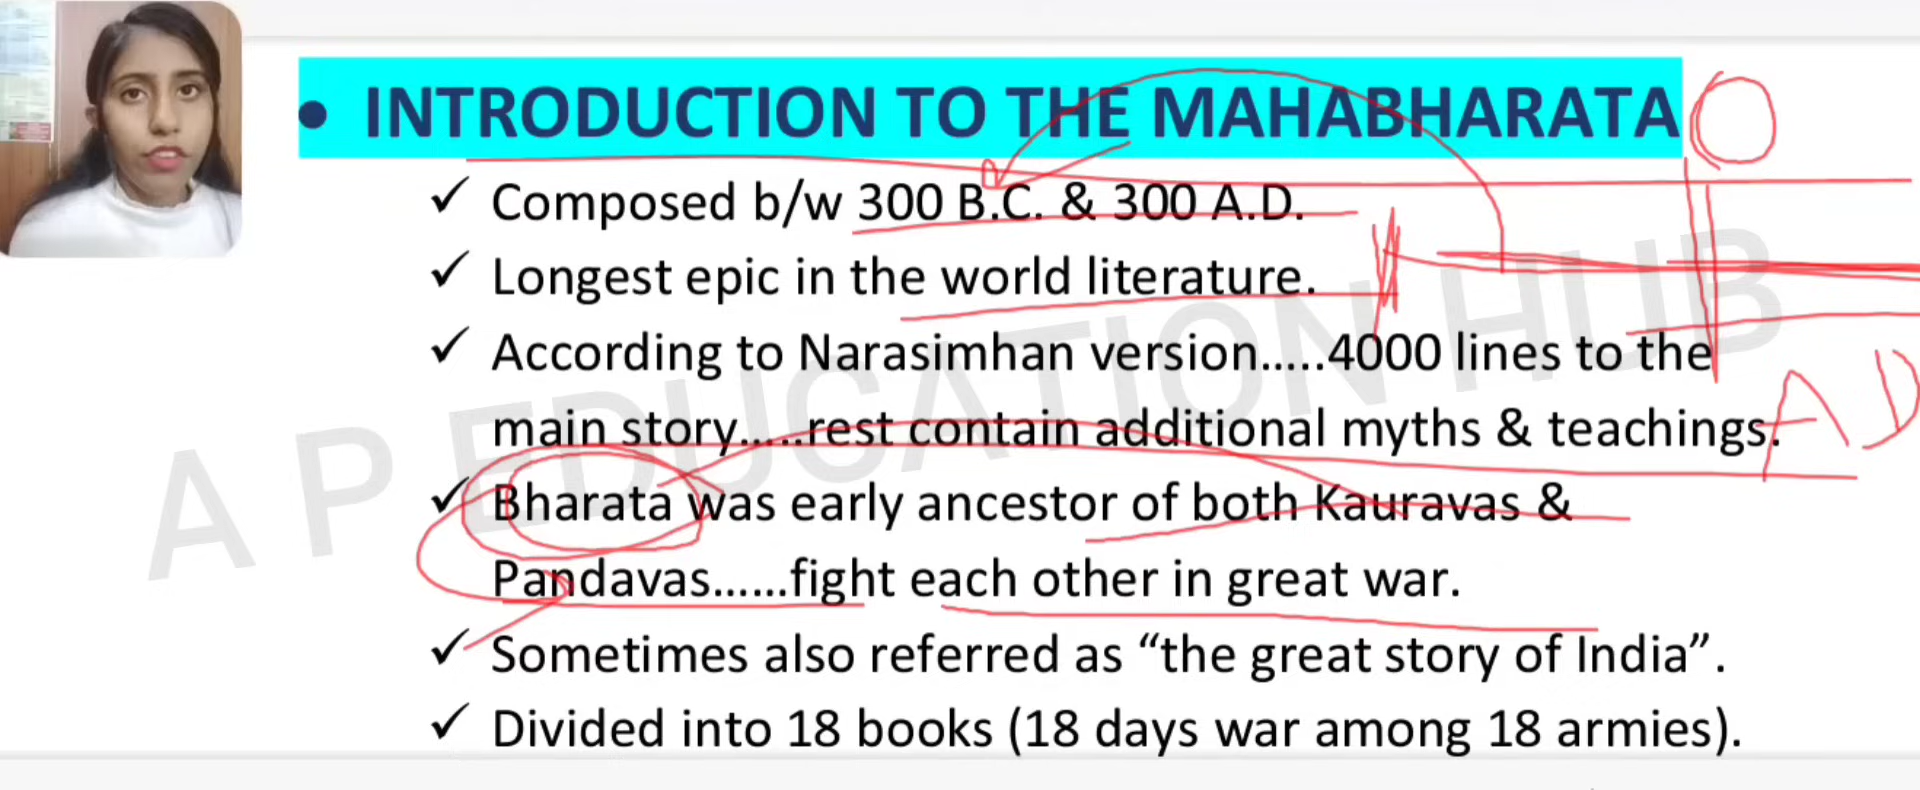 • INTRODUCTION TO THE MAHABHARATA
✓ Composed b/w 300 B.C. & 300 A.D.
✓ Longest epic in the world literature.
✓ According to Narasimhan version.....4000 lines to the
main story.....rest contain additional myths & teachings.
✓ Bharata was early ancestor of both Kauravas &
Pandavas......fight each other in great war.
✓ Sometimes also referred as “the great story of India”.
✓ Divided into 18 books (18 days war among 18 armies).
A P EDUCATION HUB
AD